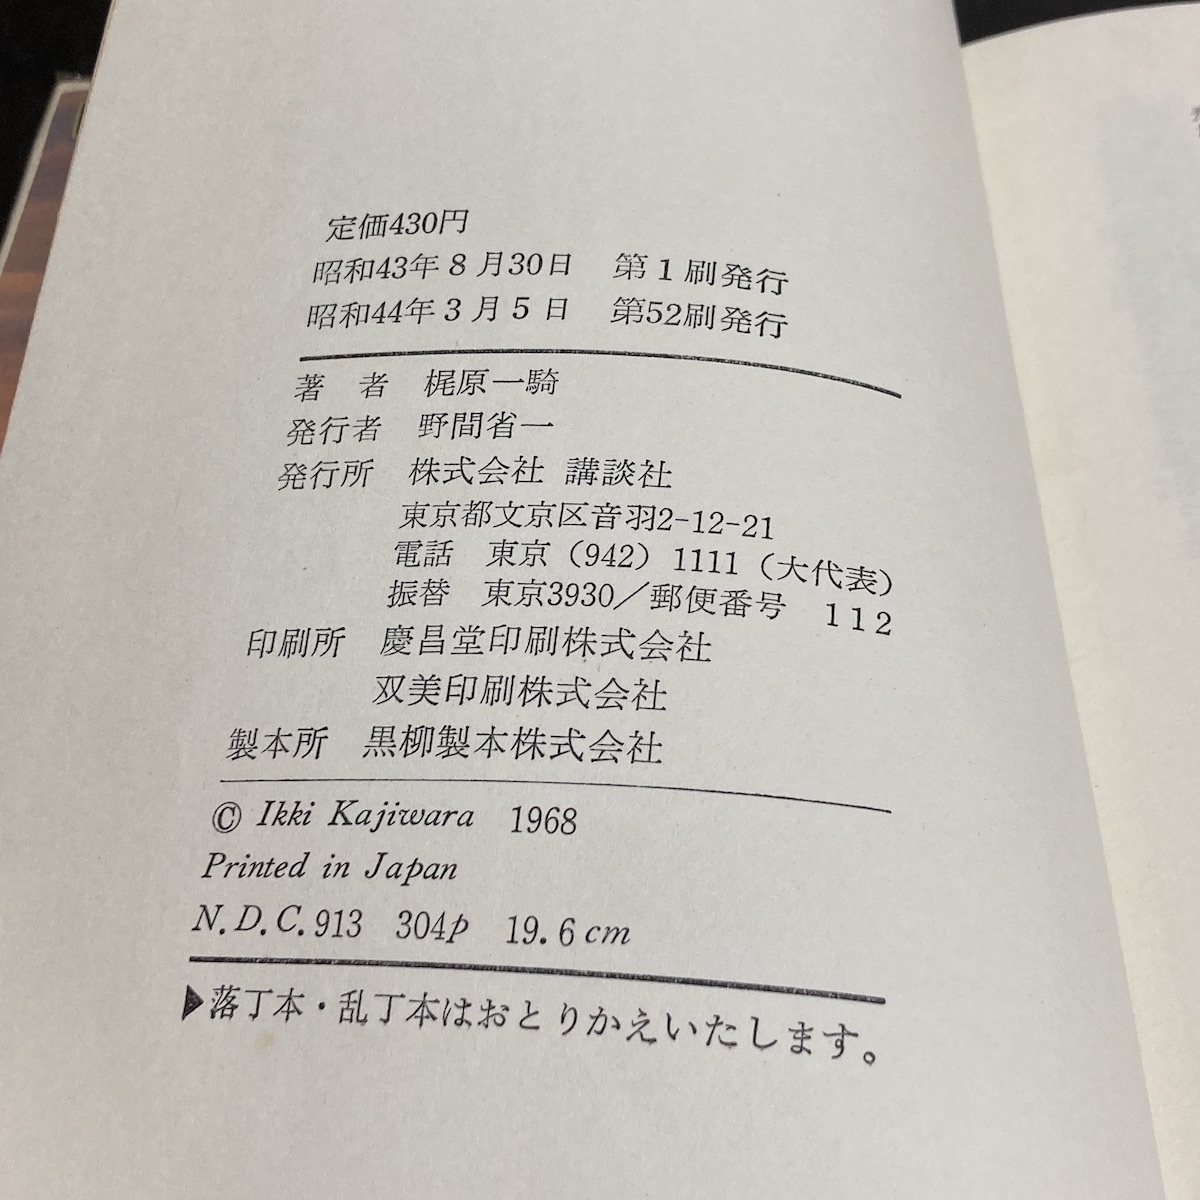 定価430円
昭和43年8月30日 第1刷発行
昭和44年3月5日 第52刷発行
著 者 梶原一騎
発行者 野間省一
発行所 株式会社 講談社
東京都文京区音羽2-12-21
電話 東京（942）1111（大代表）
振替 東京3930／郵便番号 112
印刷所 慶昌堂印刷株式会社
双美印刷株式会社
製本所 黒柳製本株式会社
© Ikki Kajiwara 1968
Printed in Japan
N.D.C.913 304p 19.6cm
▶落丁本・乱丁本はおとりかえいたします。